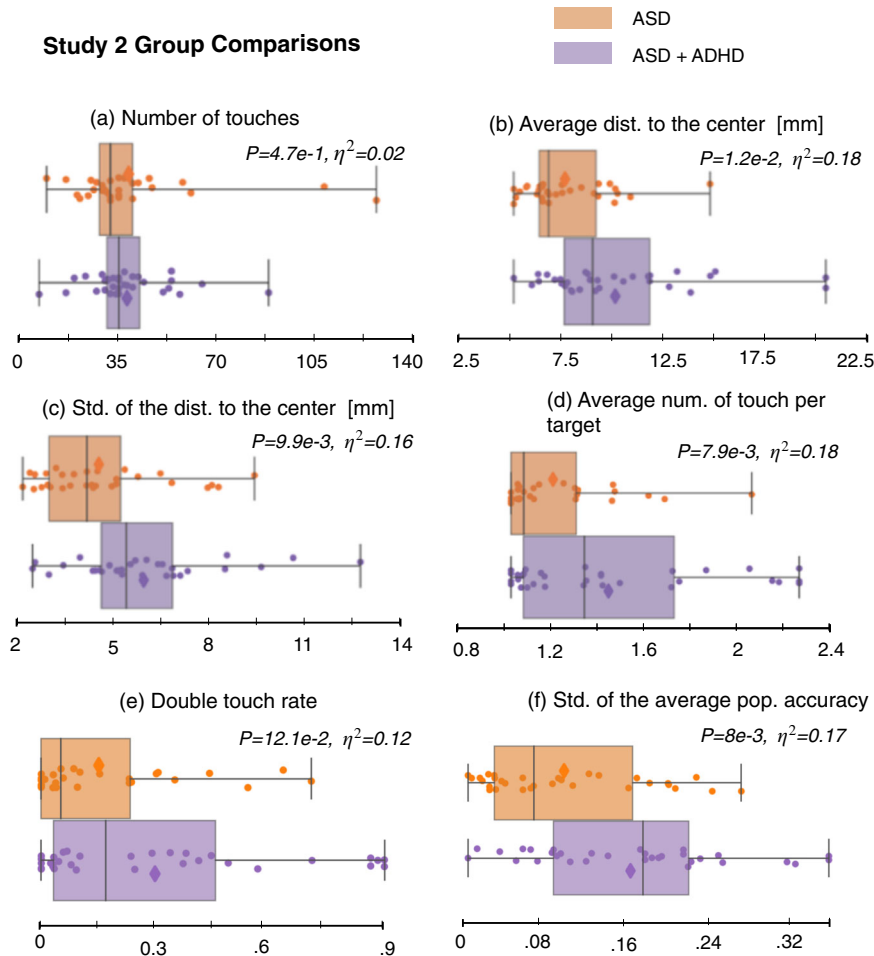 Study 2 Group Comparisons
ASD
ASD + ADHD
(a) Number of touches
P=4.7e-1, η²=0.02
0 35 70 105 140
(b) Average dist. to the center [mm]
P=1.2e-2, η²=0.18
2.5 7.5 12.5 17.5 22.5
(c) Std. of the dist. to the center [mm]
P=9.9e-3, η²=0.16
2 5 8 11 14
(d) Average num. of touch per
target
P=7.9e-3, η²=0.18
0.8 1.2 1.6 2 2.4
(e) Double touch rate
P=12.1e-2, η²=0.12
0 0.3 .6 .9
(f) Std. of the average pop. accuracy
P=8e-3, η²=0.17
0 .08 .16 .24 .32